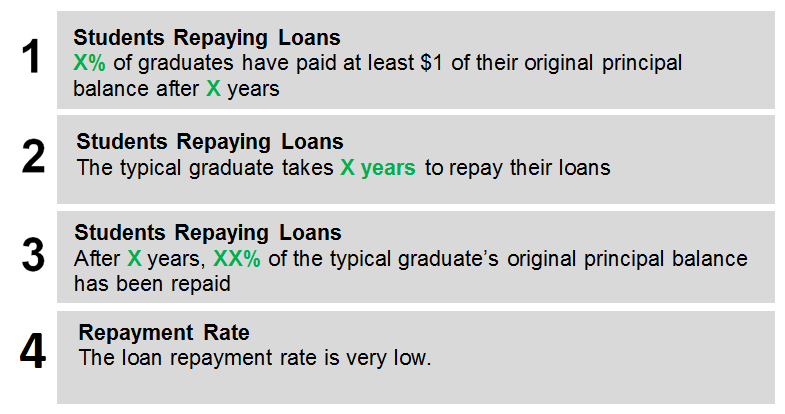 1
Students Repaying Loans
X% of graduates have paid at least $1 of their original principal
balance after X years
2
Students Repaying Loans
The typical graduate takes X years to repay their loans
3
Students Repaying Loans
After X years, XX% of the typical graduate’s original principal balance
has been repaid
4
Repayment Rate
The loan repayment rate is very low.